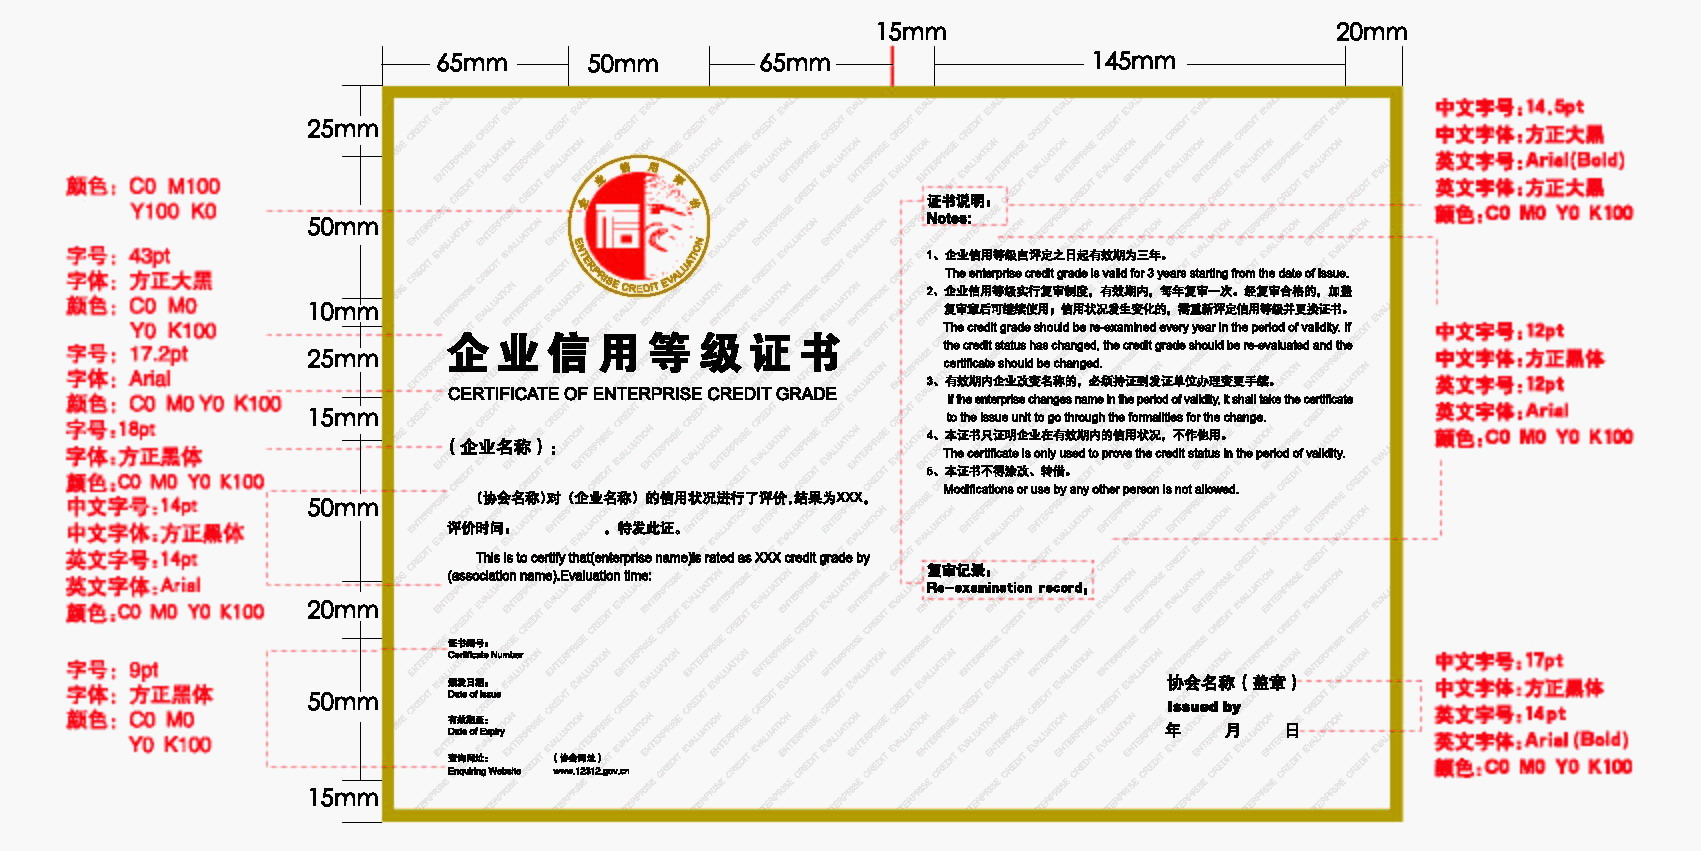 15mm
20mm
65mm
50mm
65mm
145mm
25mm
50mm
10mm
25mm
15mm
50mm
20mm
50mm
15mm
颜色：C0 M100
Y100 K0
字号：43pt
字体：方正大黑
颜色：C0 M0
Y0 K100
字号：17.2pt
字体：Arial
颜色：C0 M0 Y0 K100
字号：18pt
字体：方正黑体
颜色：C0 M0 Y0 K100
中文字号：14pt
中文字体：方正黑体
英文字号：14pt
英文字体：Arial
颜色：C0 M0 Y0 K100
字号：9pt
字体：方正黑体
颜色：C0 M0
Y0 K100
企业信用评价
ENTERPRISE CREDIT EVALUATION
企业信用等级证书
CERTIFICATE OF ENTERPRISE CREDIT GRADE
（企业名称）：
（协会名称）对（企业名称）的信用状况进行了评价，结果为XXX。
评价时间： 。特发此证。
This is to certify that(enterprise name)is rated as XXX credit grade by
(association name).Evaluation time:
证书编号：
Certificate Number
颁发日期：
Date of Issue
有效期至：
Date of Expiry
查询网址： （协会网址）
Enquiring Website www.12312.gov.cn
证书说明：
Notes:
1、企业信用等级自评定之日起有效期为三年。
The enterprise credit grade is valid for 3 years starting from the date of issue.
2、企业信用等级实行复审制度，有效期内，每年复审一次。经复审合格的，加盖
复审章后可继续使用；信用状况发生变化的，需重新评定信用等级并更换证书。
The credit grade should be re-examined every year in the period of validity. If
the credit status has changed, the credit grade should be re-evaluated and the
certificate should be changed.
3、有效期内企业改变名称的，必须持证到发证单位办理变更手续。
If the enterprise changes name in the period of validity, it shall take the certificate
to the issue unit to go through the formalities for the change.
4、本证书只证明企业在有效期内的信用状况，不作他用。
The certificate is only used to prove the credit status in the period of validity.
5、本证书不得涂改、转借。
Modifications or use by any other person is not allowed.
复审记录：
Re-examination record:
协会名称（盖章）
Issued by
年 月 日
中文字号：14.5pt
中文字体：方正大黑
英文字号：Arial(Bold)
英文字体：方正大黑
颜色：C0 M0 Y0 K100
中文字号：12pt
中文字体：方正黑体
英文字号：12pt
英文字体：Arial
颜色：C0 M0 Y0 K100
中文字号：17pt
中文字体：方正黑体
英文字号：14pt
英文字体：Arial (Bold)
颜色：C0 M0 Y0 K100